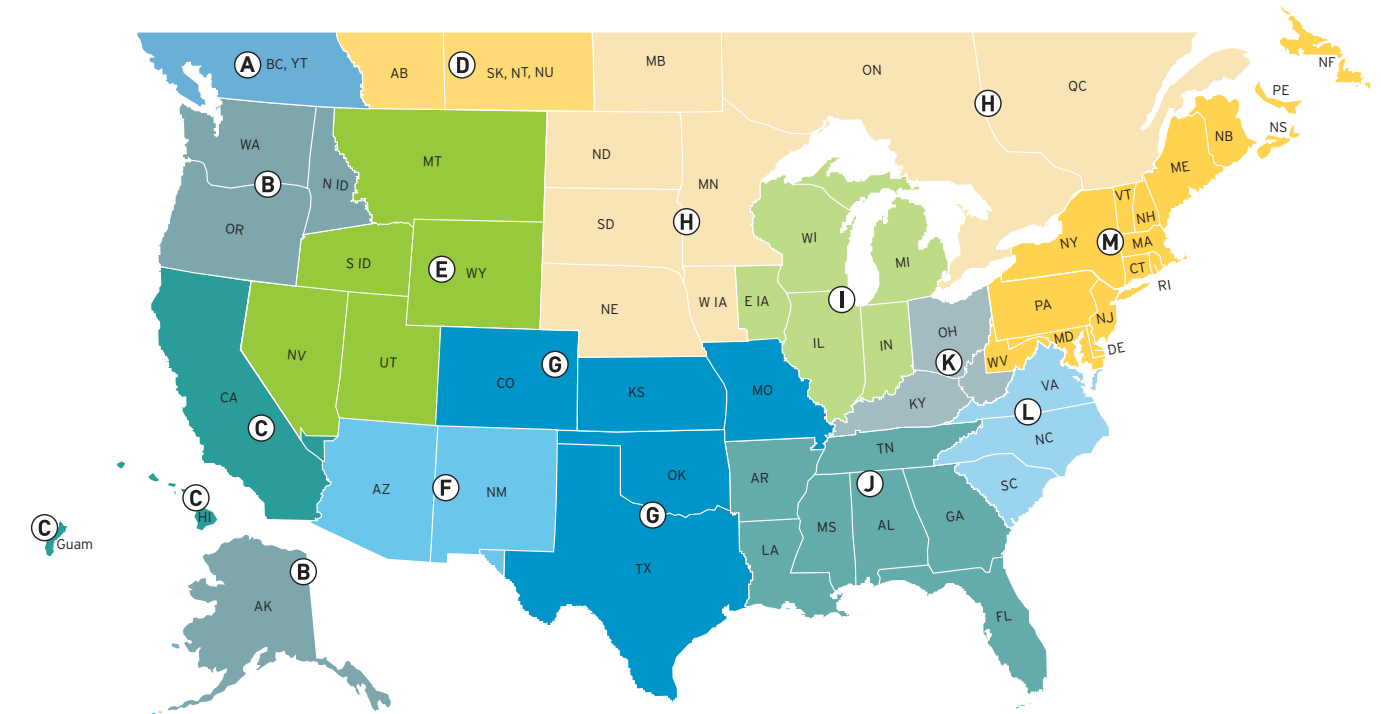 A BC, YT
AB
D SK, NT, NU
MB
ON
H
QC
NF
PE
NS
NB
ME
WA
B
N ID
OR
MT
ND
MN
SD
H
S ID
E WY
NE
W IA
E IA
WI
MI
I
IL
IN
VT
NH
NY
M
MA
CT
RI
PA
NJ
MD
DE
WV
OH
K
KY
VA
L
NC
SC
NV
UT
CA
C
CO
G
KS
MO
AZ
F
NM
OK
G
TX
AR
LA
TN
J
MS
AL
GA
FL
C
HI
C
Guam
B
AK